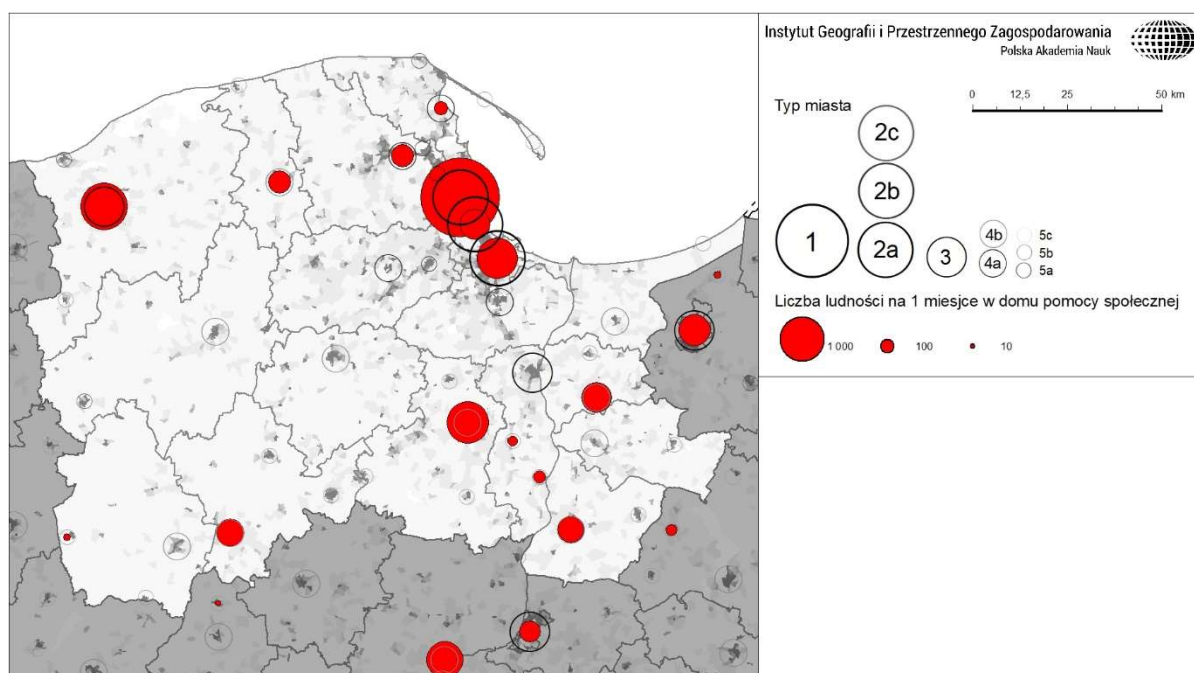 Instytut Geografii i Przestrzennego Zagospodarowania
Polska Akademia Nauk
0 12,5 25 50 km
Typ miasta
2c
2b
1 2a 3 4b 5c
4a 5b
5a
Liczba ludności na 1 miesjce w domu pomocy społecznej
1 000 100 10